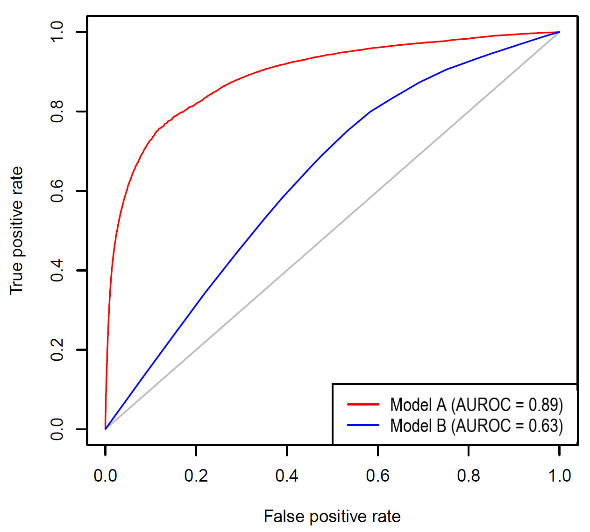 True positive rate
1.0
0.8
0.6
0.4
0.2
0.0
Model A (AUROC = 0.89)
Model B (AUROC = 0.63)
0.0 0.2 0.4 0.6 0.8 1.0
False positive rate